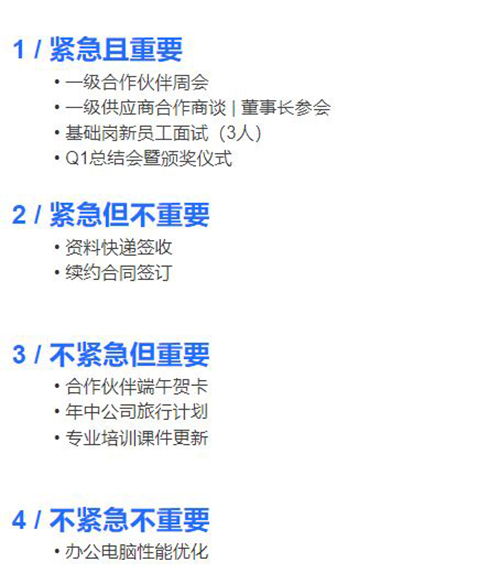 1 / 紧急且重要
• 一级合作伙伴周会
• 一级供应商合作商谈 | 董事长参会
• 基础岗新员工面试（3人）
• Q1总结会暨颁奖仪式
2 / 紧急但不重要
• 资料快递签收
• 续约合同签订
3 / 不紧急但重要
• 合作伙伴端午贺卡
• 年中公司旅行计划
• 专业培训课件更新
4 / 不紧急不重要
• 办公电脑性能优化